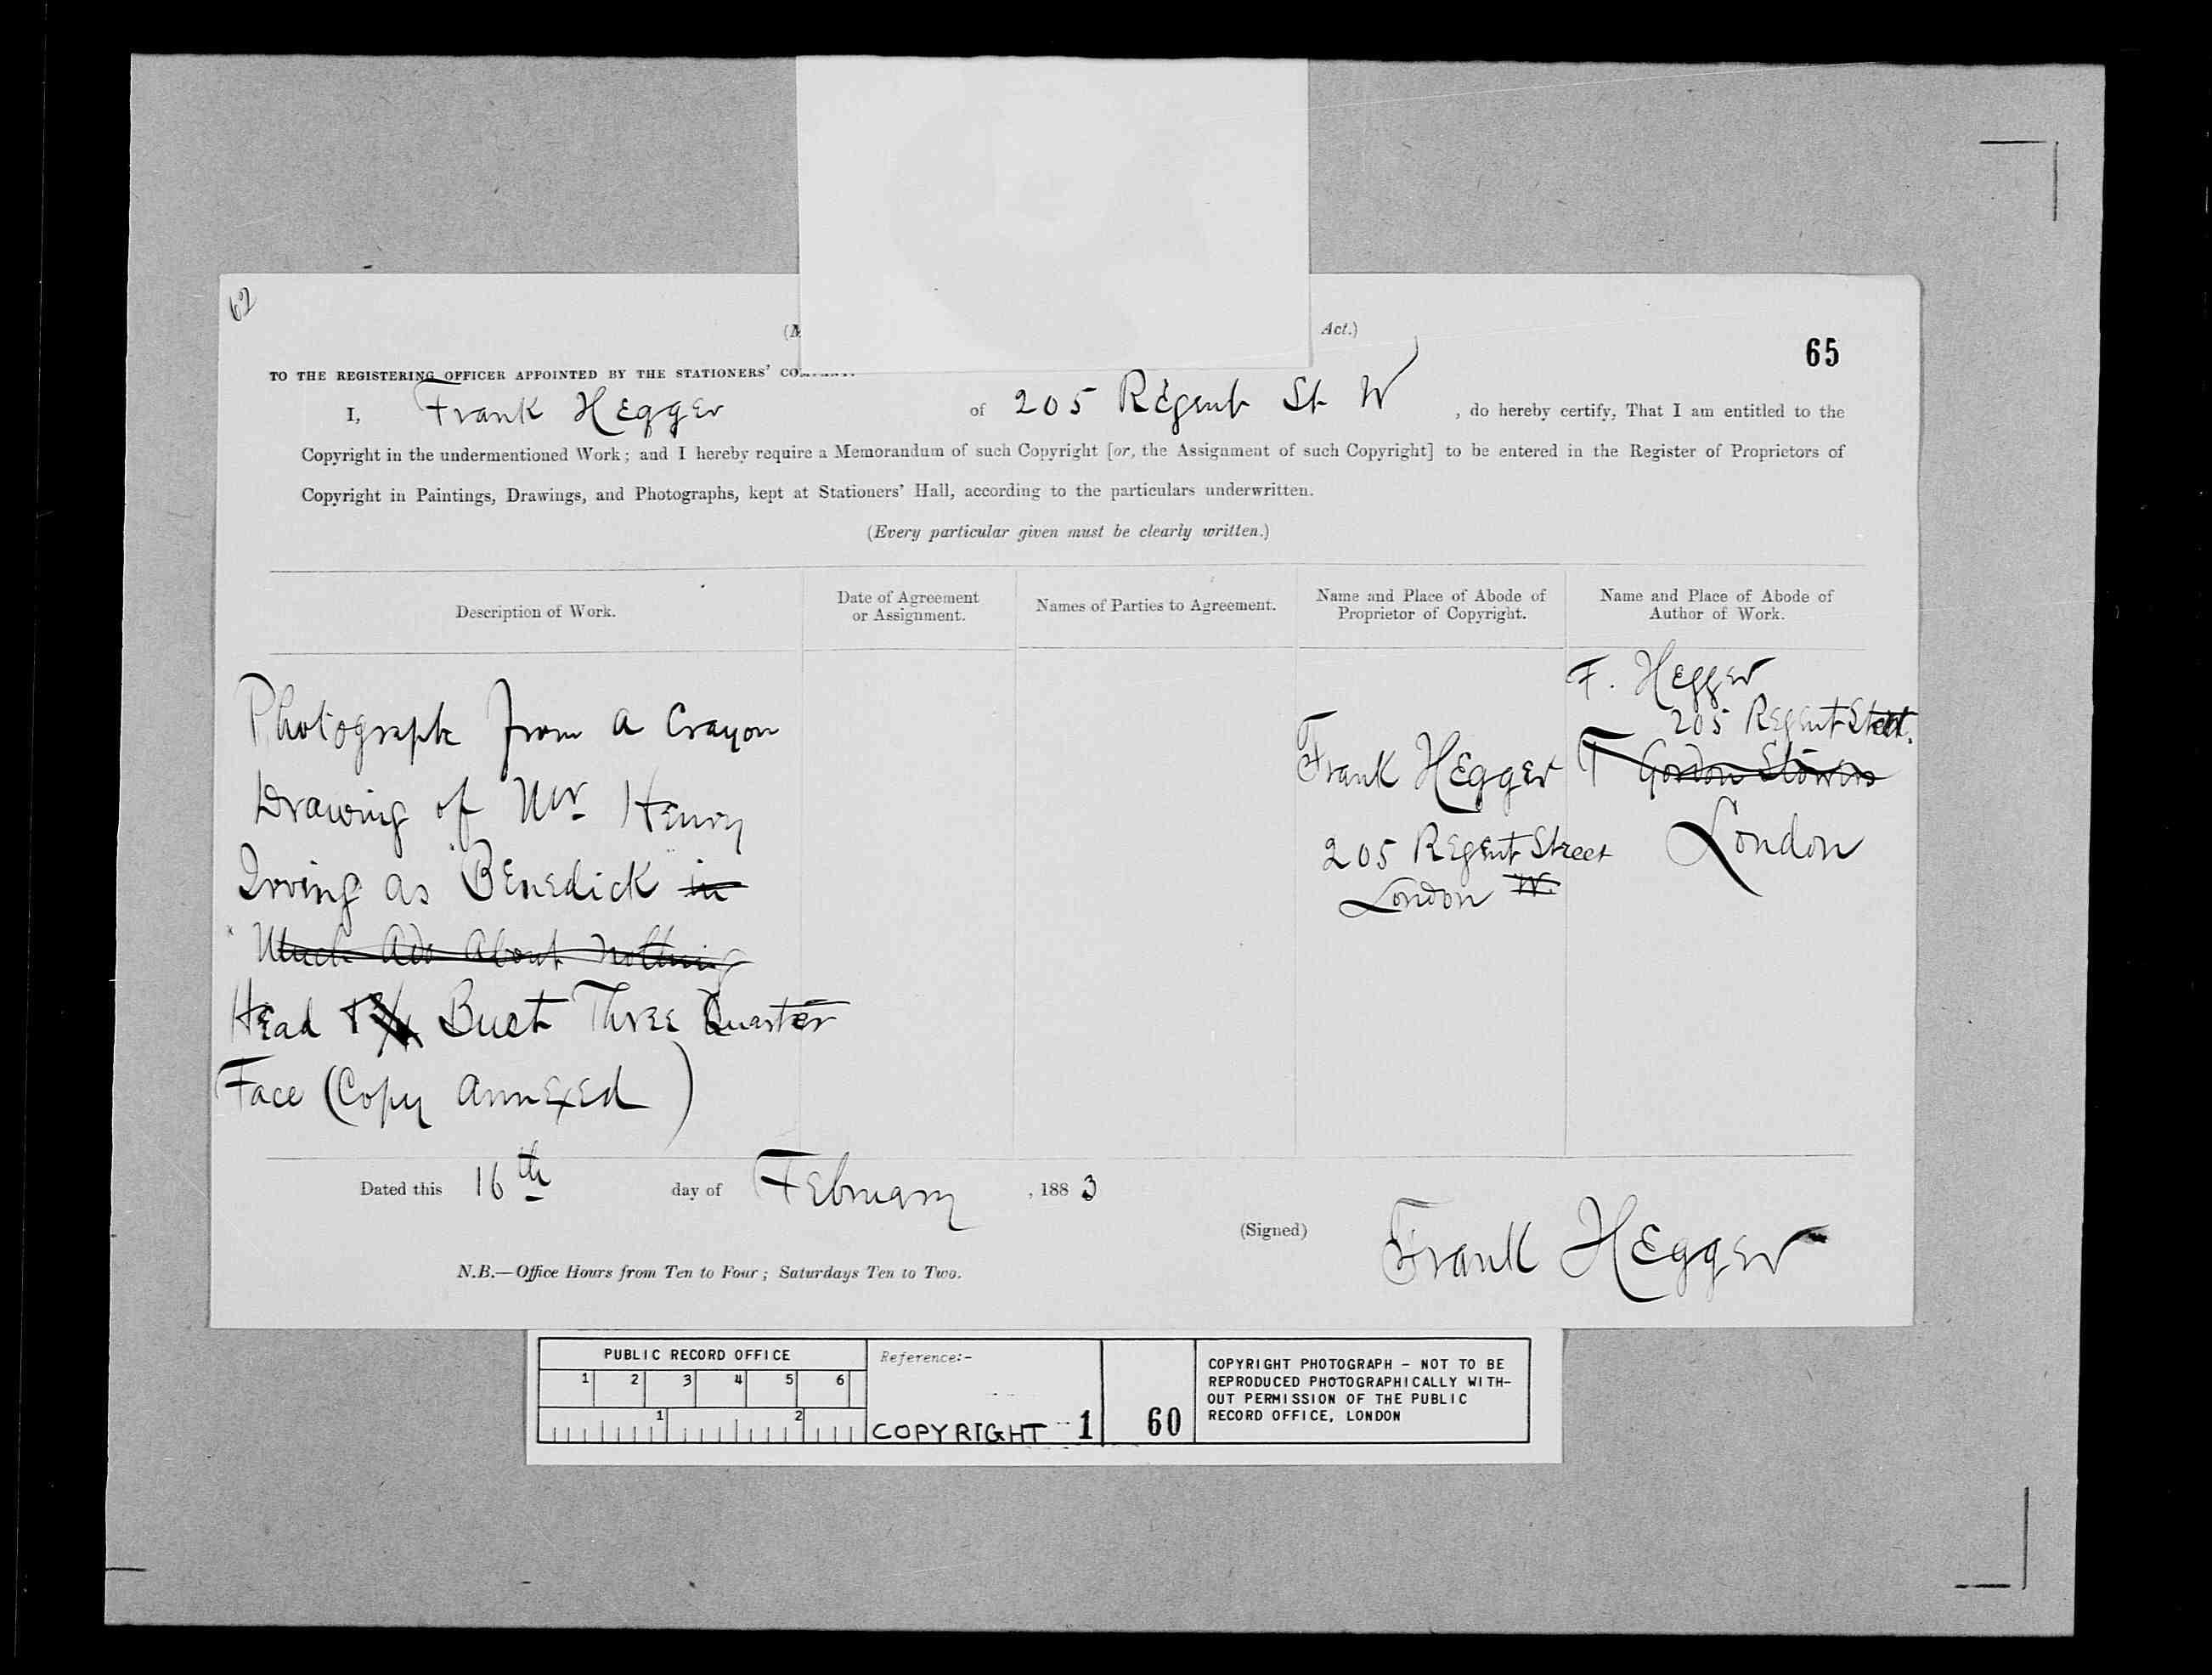 62
Act.)
65
TO THE REGISTERING OFFICER APPOINTED BY THE STATIONERS'
I, Frank Hegger of 205 Regent St W, do hereby certify, That I am entitled to the
Copyright in the undermentioned Work; and I hereby require a Memorandum of such Copyright [or, the Assignment of such Copyright] to be entered in the Register of Proprietors of
Copyright in Paintings, Drawings, and Photographs, kept at Stationers' Hall, according to the particulars underwritten.
(Every particular given must be clearly written.)
Description of Work.
Photograph from a Crayon
Drawing of Mr Henry
Irving as "Benedick" in
"Much Ado About Nothing
Head Bust Three Quarter
Face (Copy annexed)
Date of Agreement
or Assignment.
Names of Parties to Agreement.
Name and Place of Abode of
Proprietor of Copyright.
Frank Hegger
205 Regent Street
London W.
Name and Place of Abode of
Author of Work.
F. Hegger
205 Regent Street.
T Gordon Stowers
London
Dated this 16th day of February, 1883
(Signed) Frank Hegger
N.B.—Office Hours from Ten to Four; Saturdays Ten to Two.
PUBLIC RECORD OFFICE
1 2 3 4 5 6
1 2
Reference:-
COPYRIGHT 1
60
COPYRIGHT PHOTOGRAPH - NOT TO BE
REPRODUCED PHOTOGRAPHICALLY WITH-
OUT PERMISSION OF THE PUBLIC
RECORD OFFICE, LONDON